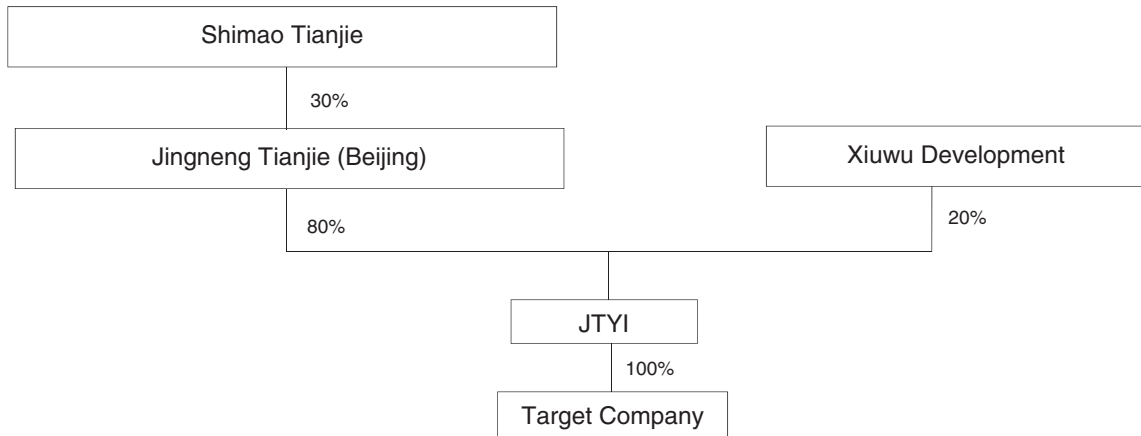 Shimao Tianjie
30%
Jingneng Tianjie (Beijing)
Xiuwu Development
80%
20%
JTYI
100%
Target Company